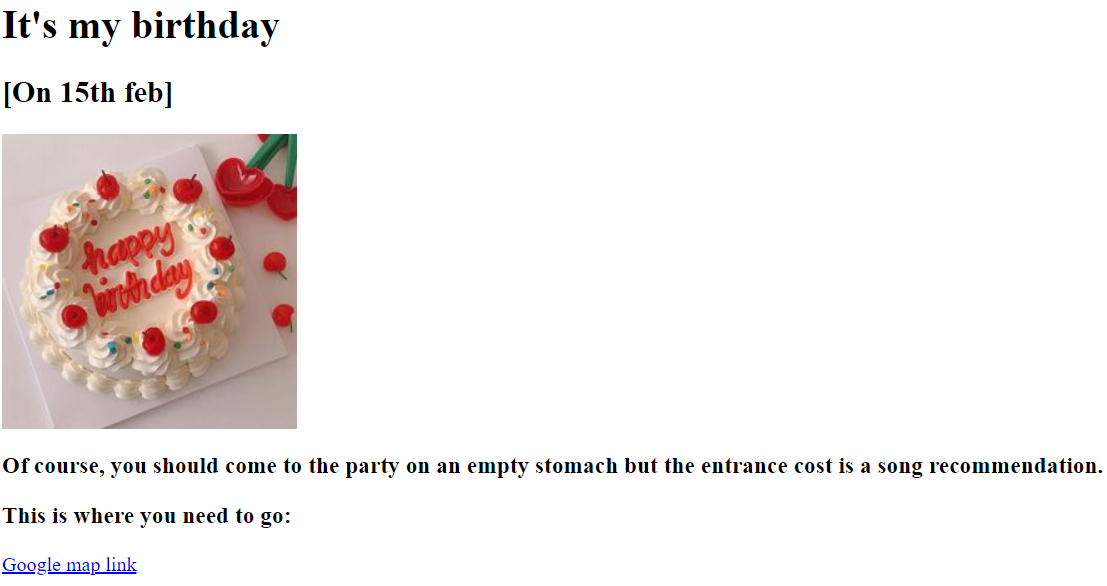 It's my birthday
[On 15th feb]
happy
birthday
Of course, you should come to the party on an empty stomach but the entrance cost is a song recommendation.
This is where you need to go:
Google map link